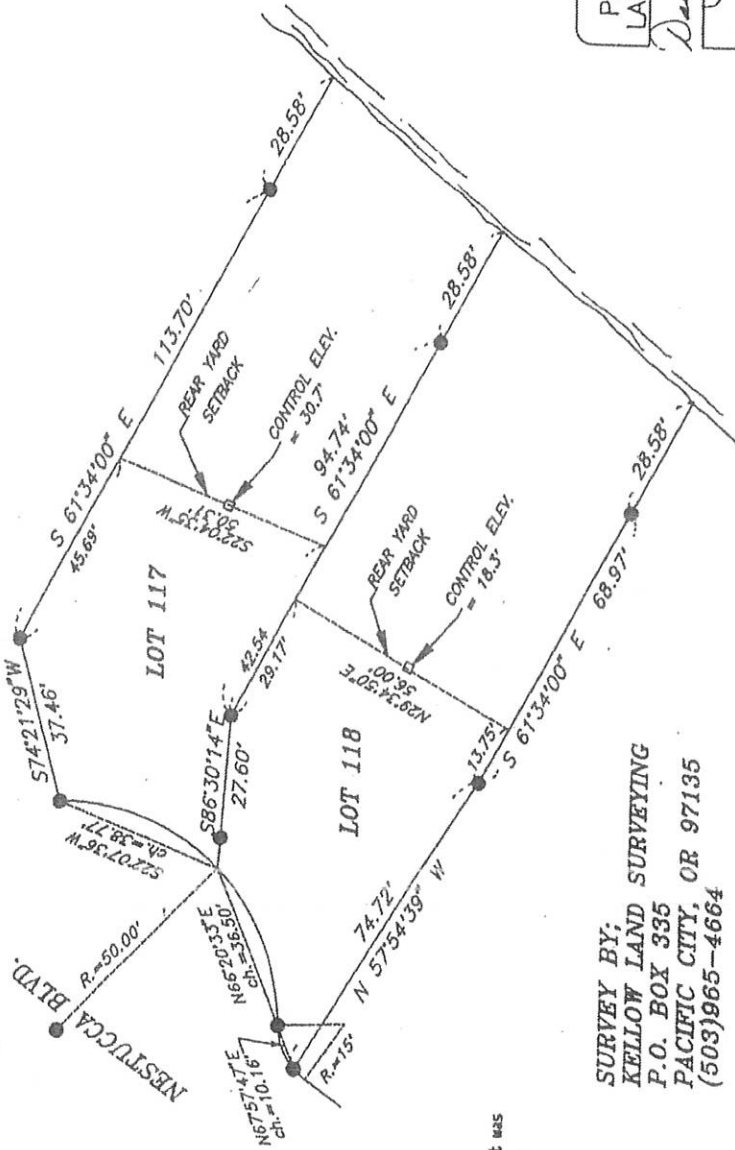 P
LA
Da
28.58'
113.70'
S 61°34'00" E
45.69'
REAR YARD
SETBACK
CONTROL ELEV.
= 30.7'
S22°04'35"W
50.31'
S74°21'29"W
37.46'
LOT 117
S22°07'36"W
ch.=38.77'
28.58'
94.74'
S 61°34'00" E
42.54
29.17'
REAR YARD
SETBACK
CONTROL ELEV.
= 18.3'
N29°34'50"E
56.00'
S86°30'14"E
27.60'
LOT 118
R.=50.00'
NESTUCCA BLVD.
N66°20'33"E
ch.=36.50'
N67°57'47"E
ch.=10.16'
R.=15'
28.58'
68.97'
S 61°34'00" E
13.75'
74.72'
N 57°54'39" W
t was
SURVEY BY;
KELLOW LAND SURVEYING
P.O. BOX 335
PACIFIC CITY, OR 97135
(503)965-4664